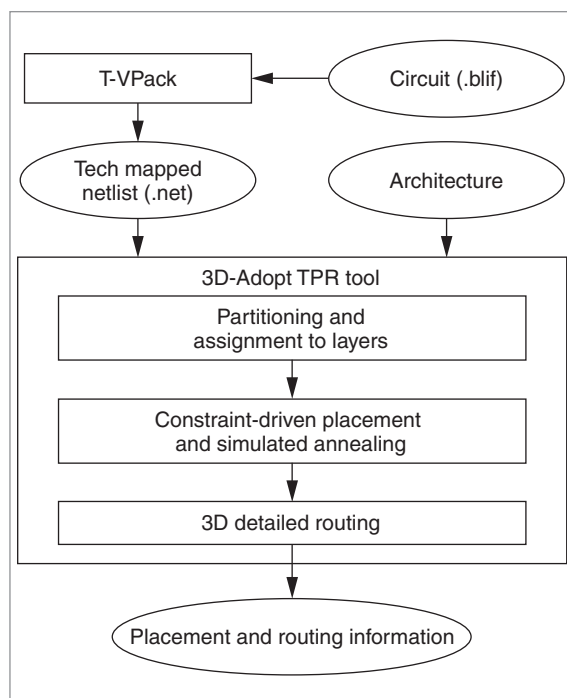 T-VPack
Circuit (.blif)
Tech mapped
netlist (.net)
Architecture
3D-Adopt TPR tool
Partitioning and
assignment to layers
Constraint-driven placement
and simulated annealing
3D detailed routing
Placement and routing information